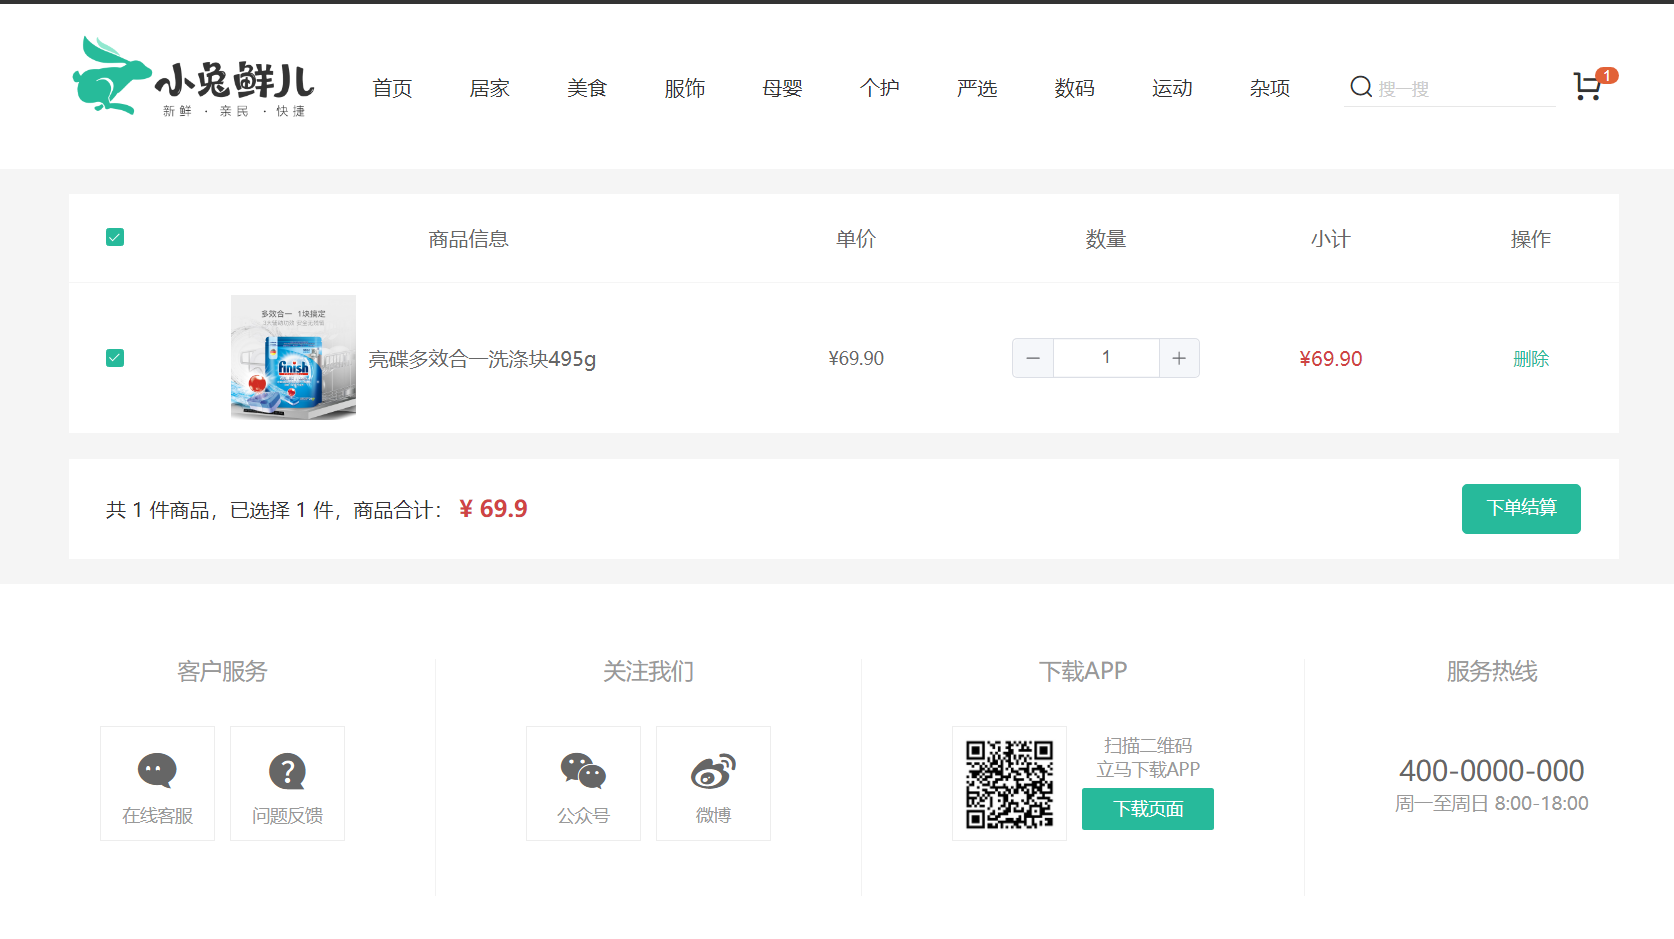 小兔鲜儿
新鲜 · 亲民 · 快捷
首页 居家 美食 服饰 母婴 个护 严选 数码 运动 杂项
搜一搜
1
商品信息 单价 数量 小计 操作
多效合一 1块搞定
finish
亮碟多效合一洗涤块495g ¥69.90 1 ¥69.90 删除
共 1 件商品，已选择 1 件，商品合计： ¥ 69.9
下单结算
客户服务
在线客服 问题反馈
关注我们
公众号 微博
下载APP
扫描二维码
立马下载APP
下载页面
服务热线
400-0000-000
周一至周日 8:00-18:00